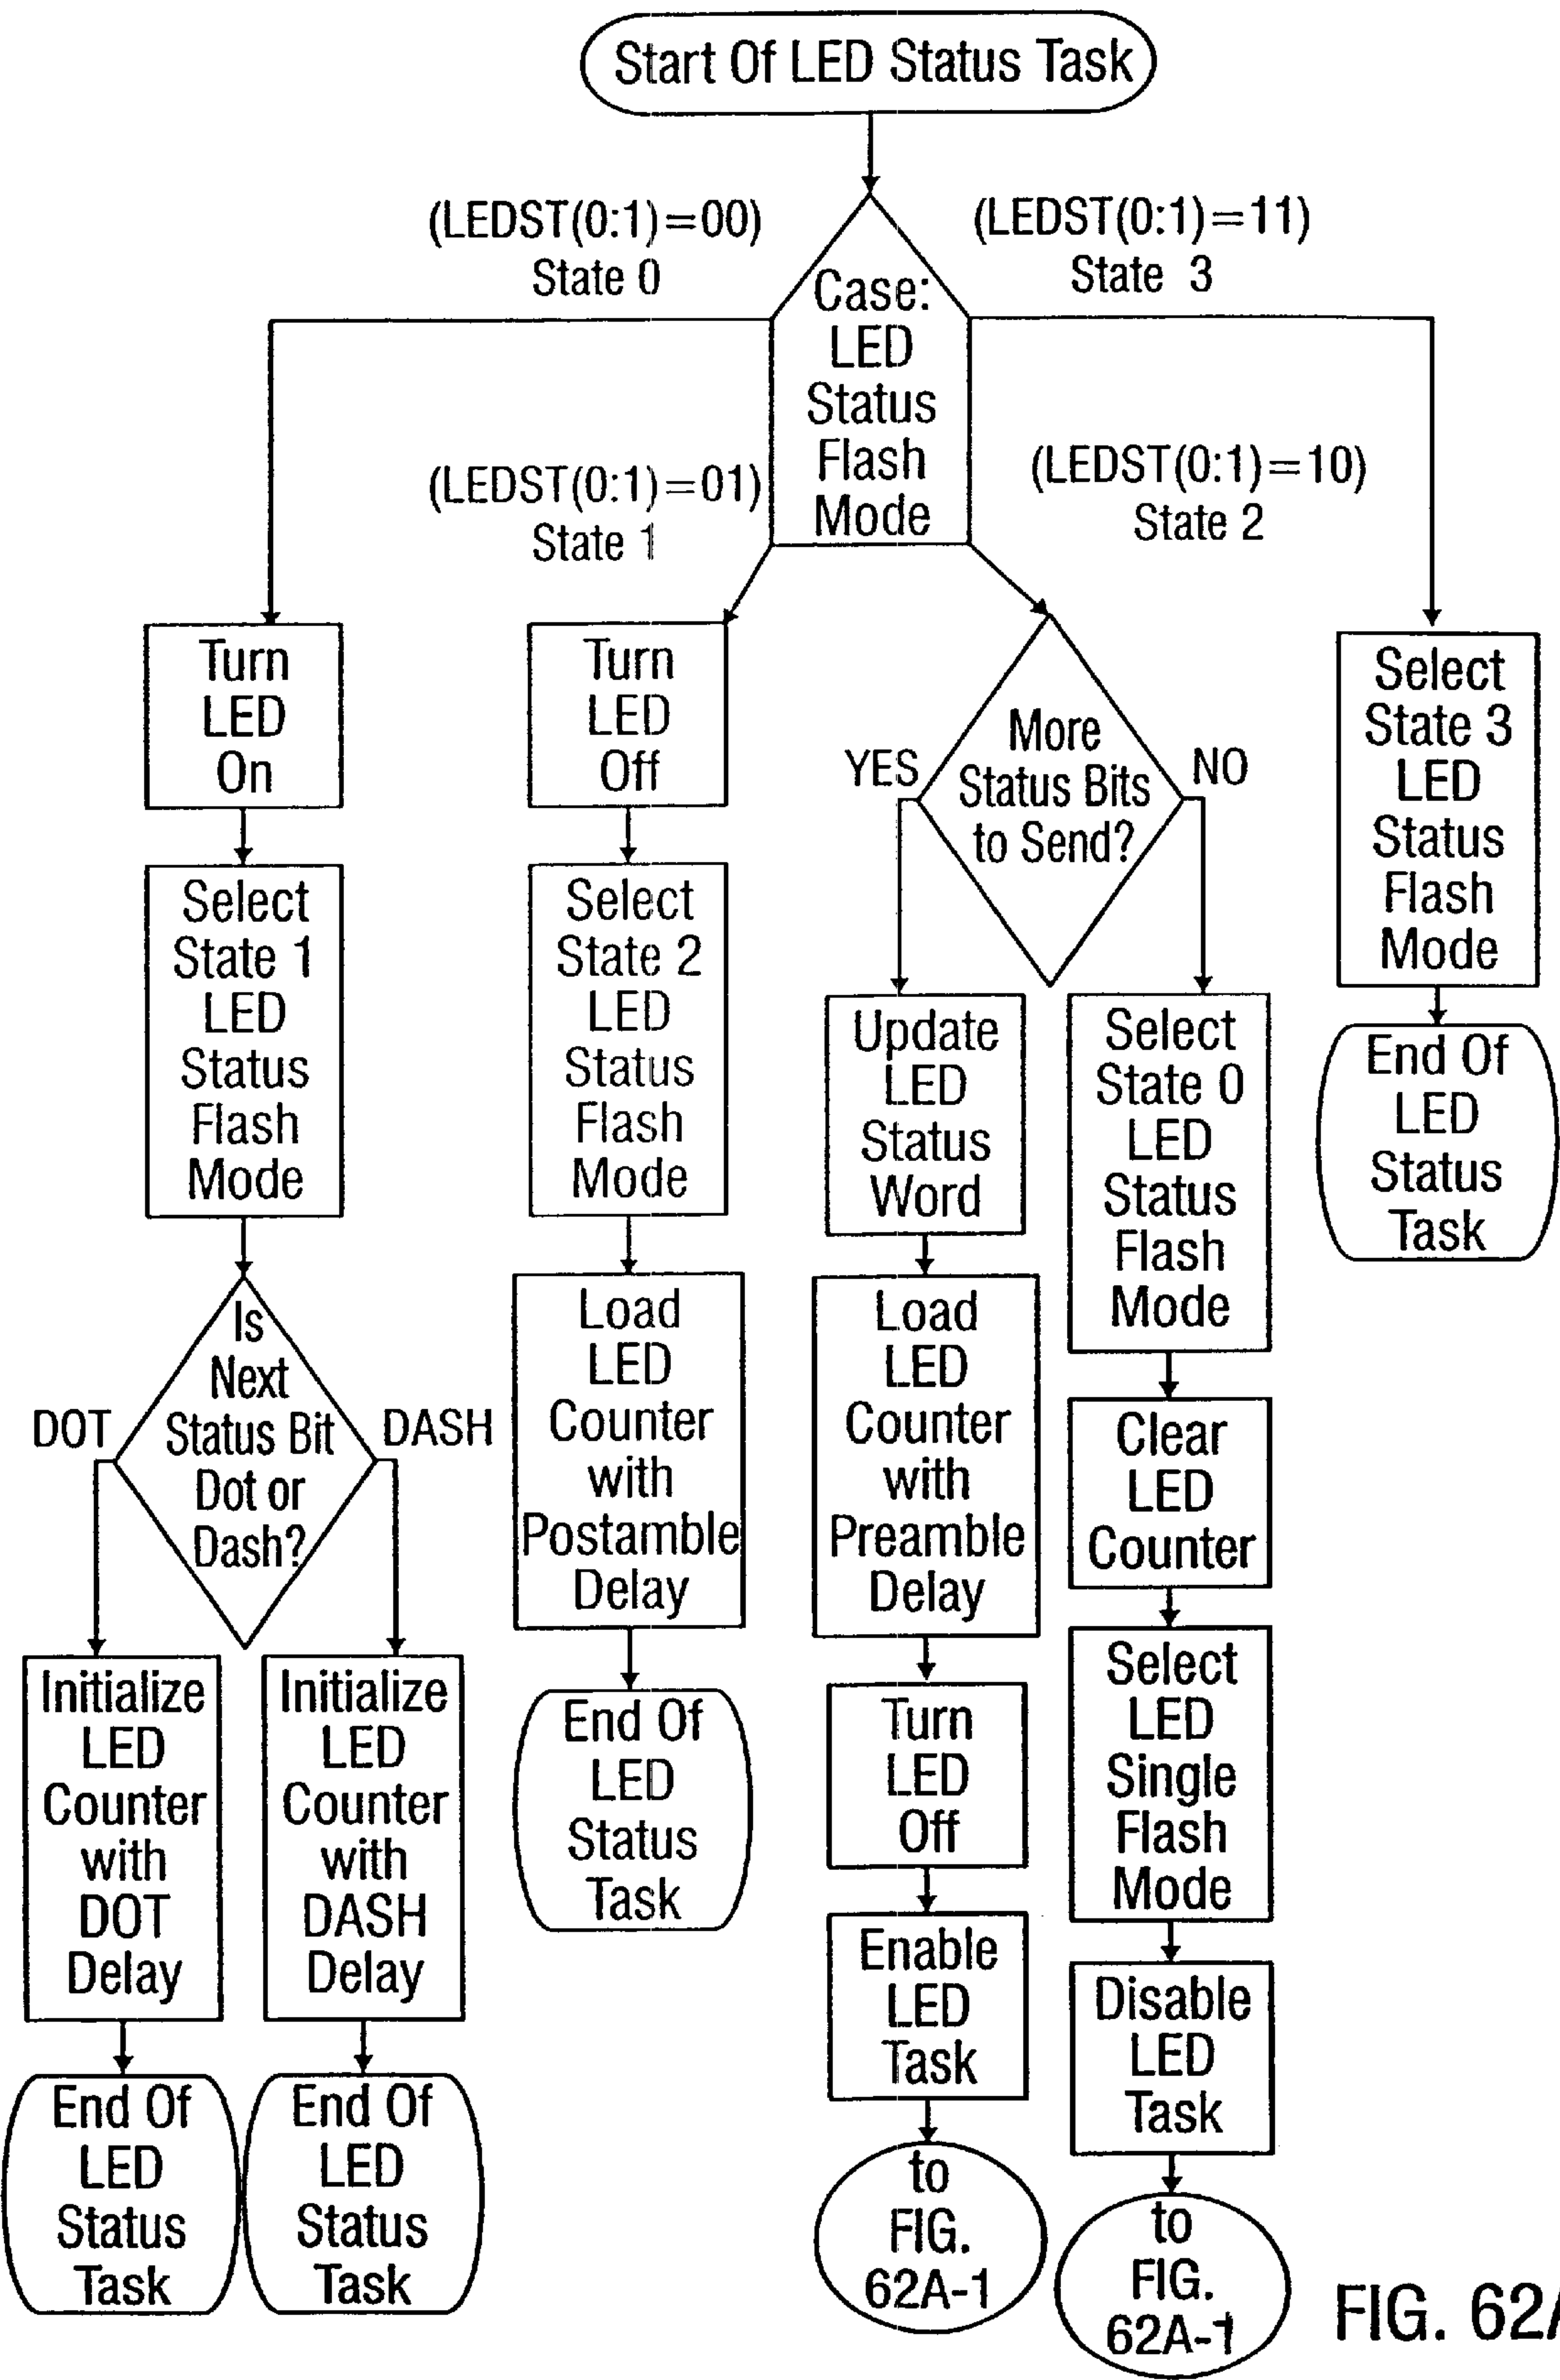 Start Of LED Status Task
(LEDST(0:1)=00)
State 0
(LEDST(0:1)=11)
State 3
Case:
LED
Status
Flash
Mode
(LEDST(0:1)=01)
State 1
(LEDST(0:1)=10)
State 2
Turn
LED
On
Select
State 1
LED
Status
Flash
Mode
Is
Next
Status Bit
Dot or
Dash?
DOT
DASH
Initialize
LED
Counter
with
DOT
Delay
End Of
LED
Status
Task
Initialize
LED
Counter
with
DASH
Delay
End Of
LED
Status
Task
Turn
LED
Off
Select
State 2
LED
Status
Flash
Mode
Load
LED
Counter
with
Postamble
Delay
End Of
LED
Status
Task
More
Status Bits
to Send?
YES
NO
Update
LED
Status
Word
Load
LED
Counter
with
Preamble
Delay
Turn
LED
Off
Enable
LED
Task
to
FIG.
62A-1
Select
State 0
LED
Status
Flash
Mode
Clear
LED
Counter
Select
LED
Single
Flash
Mode
Disable
LED
Task
to
FIG.
62A-1
Select
State 3
LED
Status
Flash
Mode
End Of
LED
Status
Task
FIG. 62A